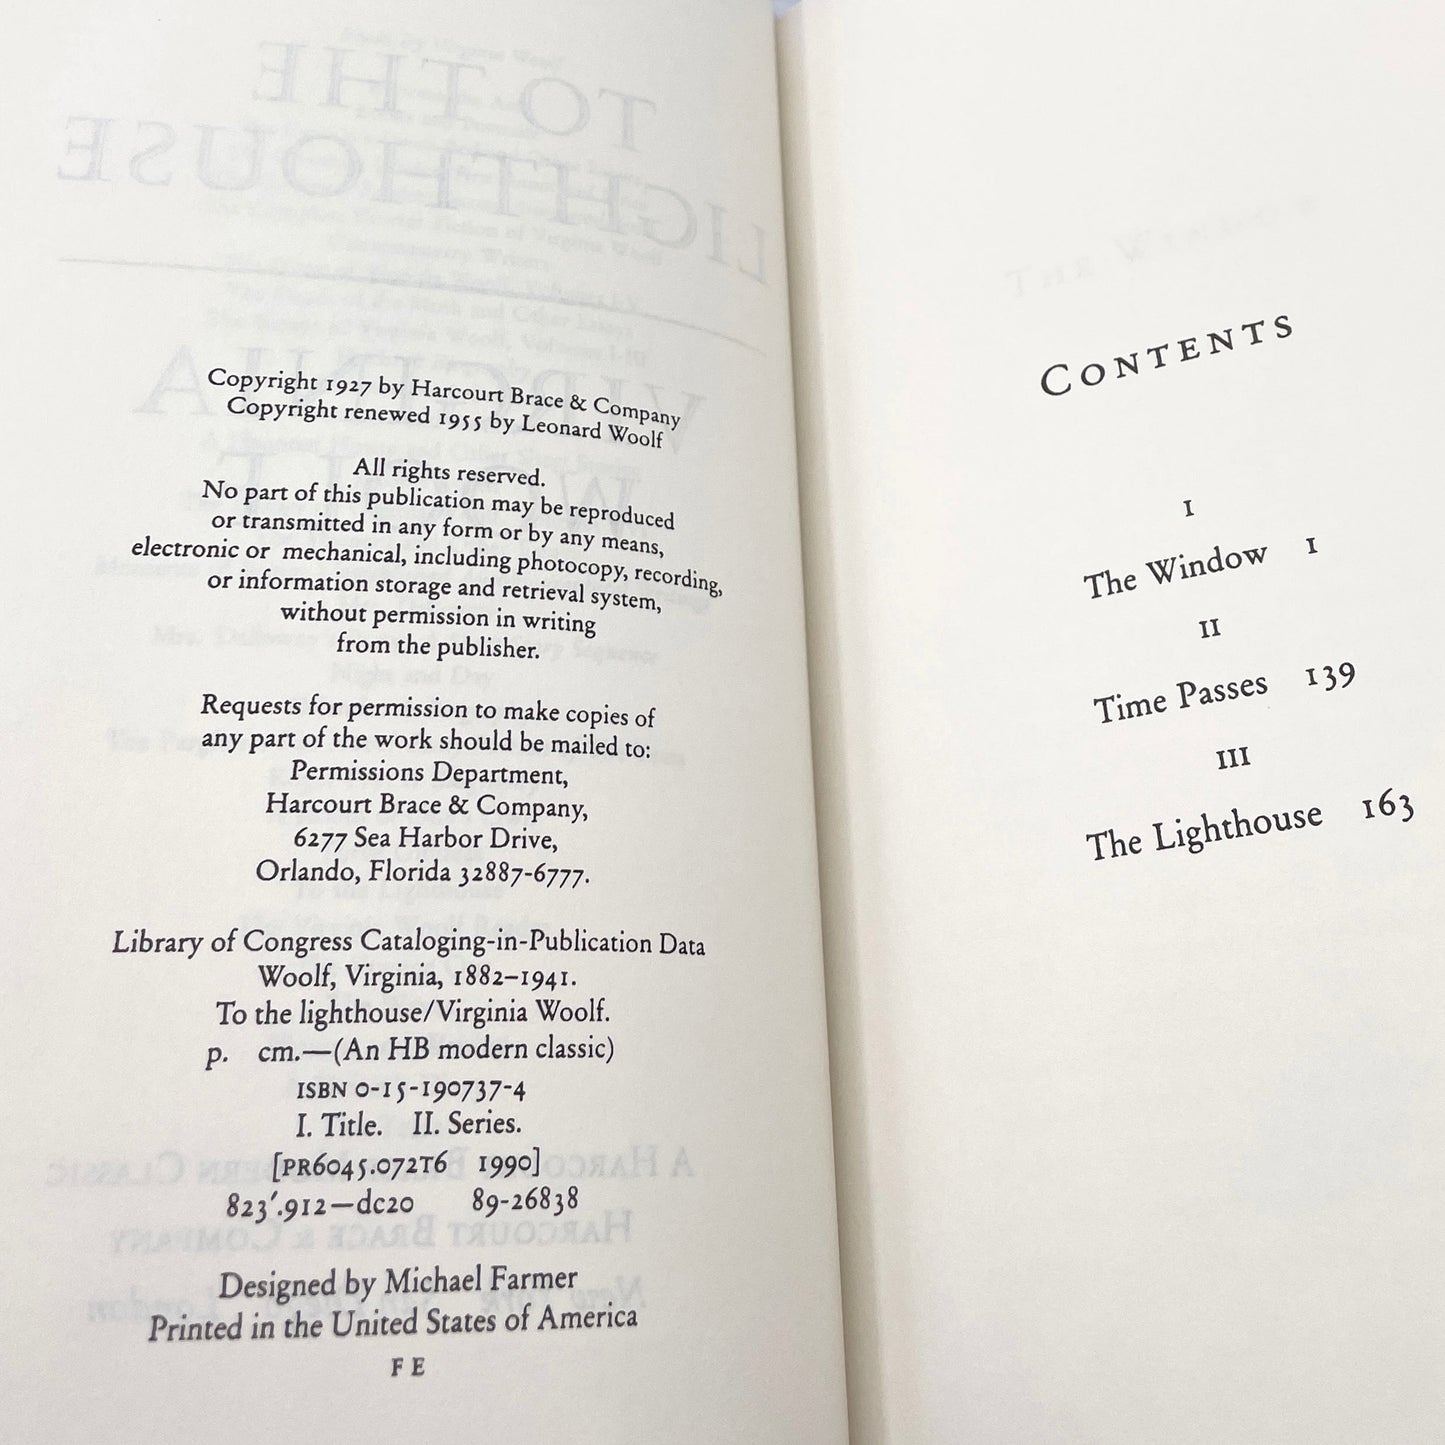 Copyright 1927 by Harcourt Brace & Company
Copyright renewed 1955 by Leonard Woolf
All rights reserved.
No part of this publication may be reproduced
or transmitted in any form or by any means,
electronic or mechanical, including photocopy, recording,
or information storage and retrieval system,
without permission in writing
from the publisher.
Requests for permission to make copies of
any part of the work should be mailed to:
Permissions Department,
Harcourt Brace & Company,
6277 Sea Harbor Drive,
Orlando, Florida 32887-6777.
Library of Congress Cataloging-in-Publication Data
Woolf, Virginia, 1882–1941.
To the lighthouse/Virginia Woolf.
p. cm.—(An HB modern classic)
ISBN 0-15-190737-4
I. Title. II. Series.
[PR6045.072T6 1990]
823'.912—dc20 89-26838
Designed by Michael Farmer
Printed in the United States of America
F E
CONTENTS
I
The Window 1
II
Time Passes 139
III
The Lighthouse 163